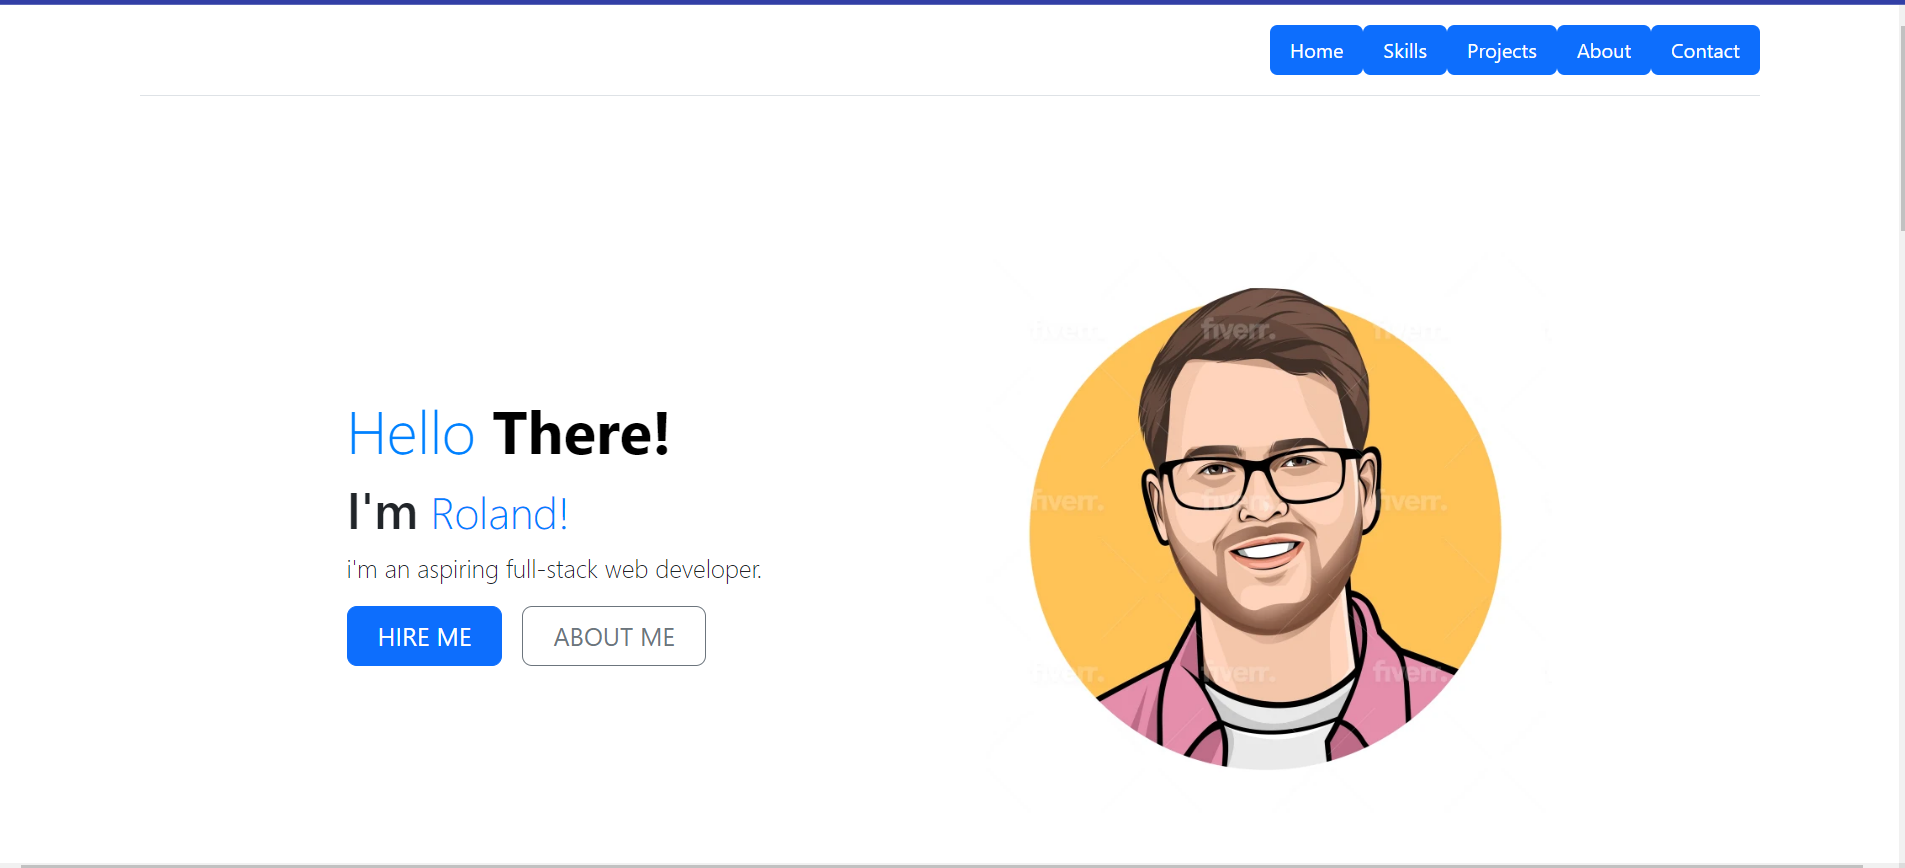 Home Skills Projects About Contact
Hello There!
I'm Roland!
i'm an aspiring full-stack web developer.
HIRE ME ABOUT ME
fiverr. fiverr. fiverr.
fiverr. fiverr. fiverr.
fiverr. fiverr. fiverr.